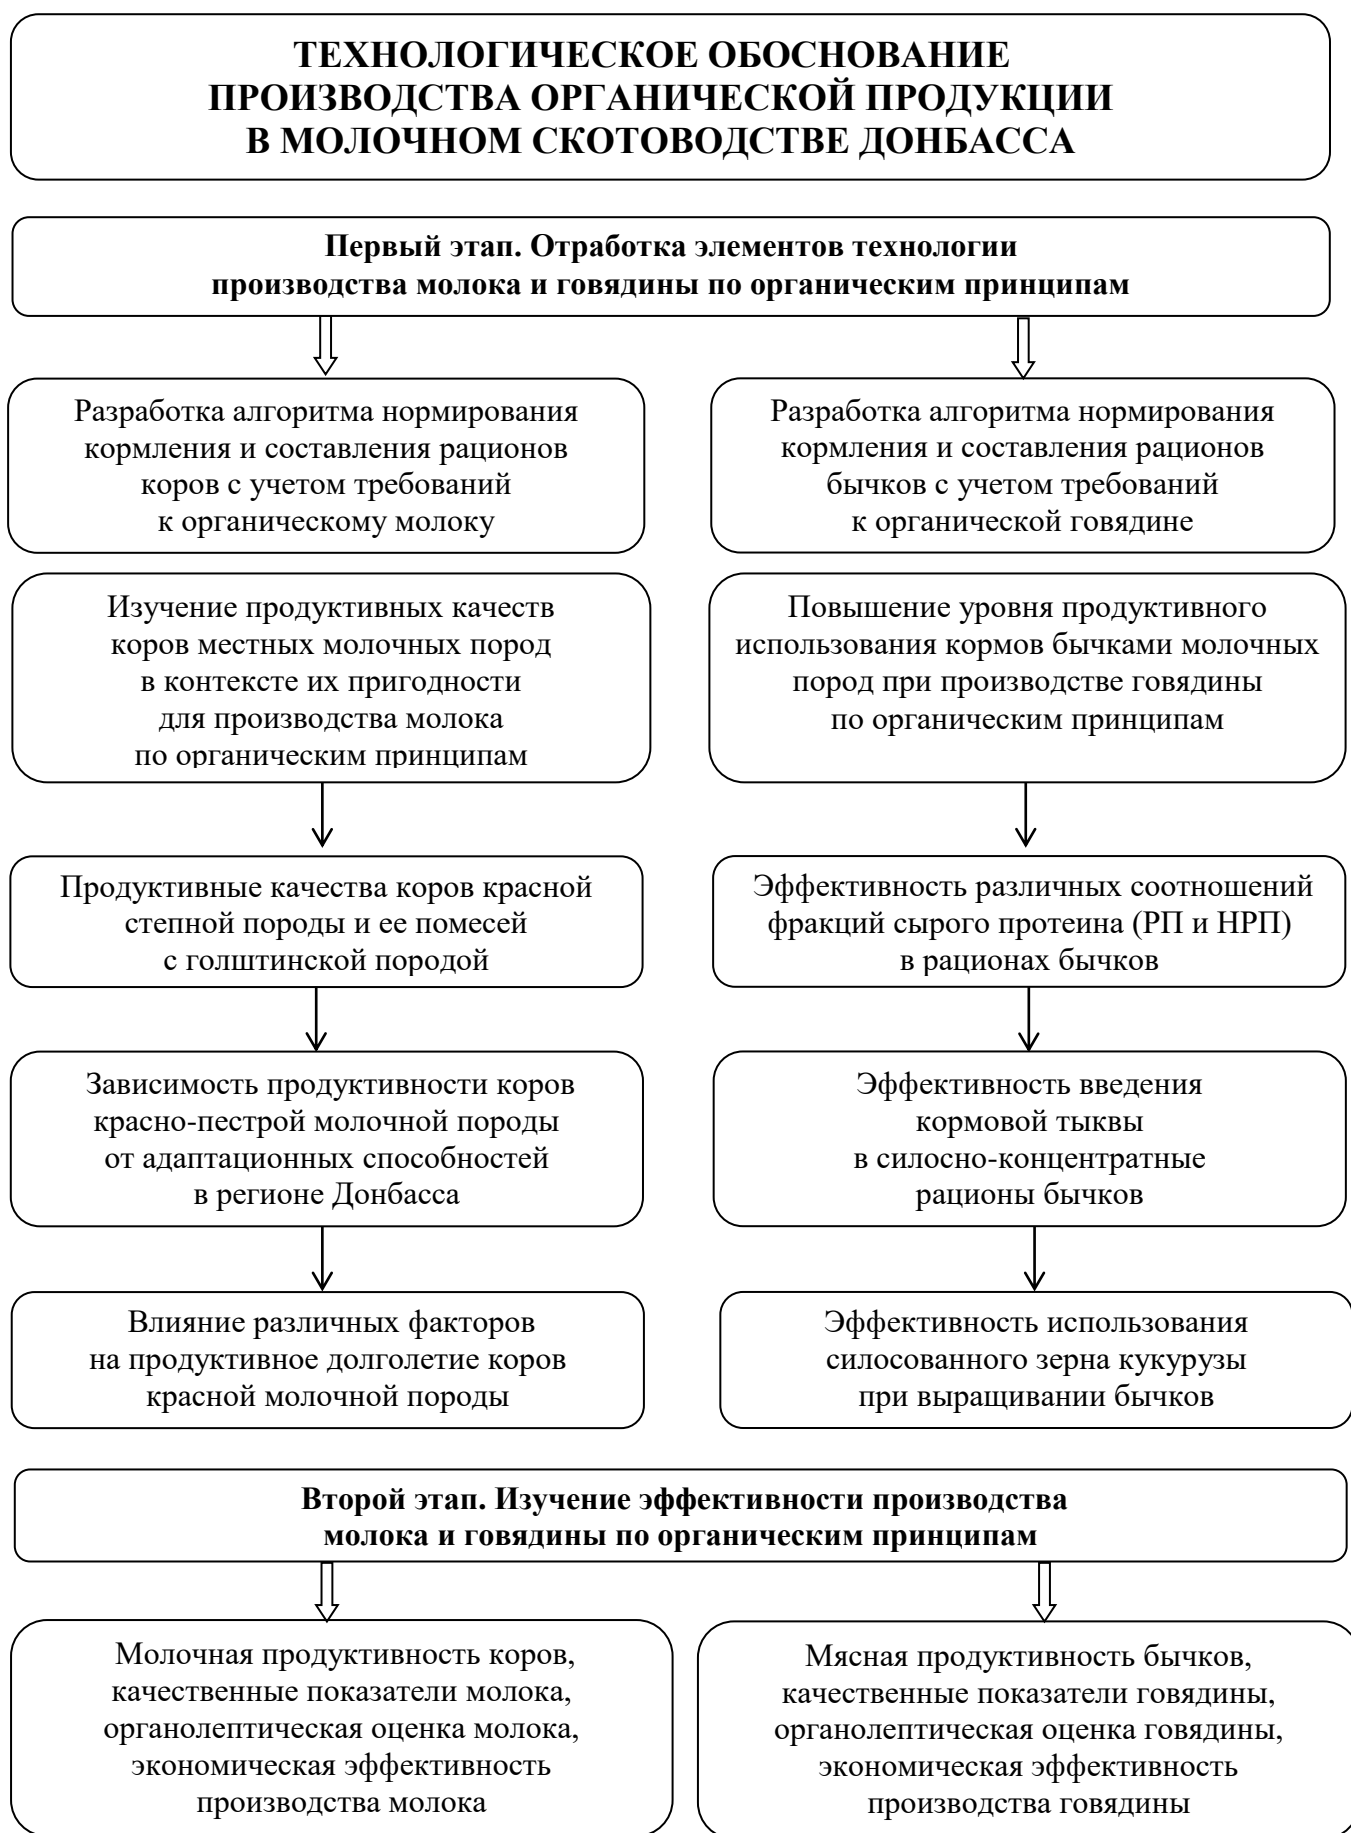 ТЕХНОЛОГИЧЕСКОЕ ОБОСНОВАНИЕ
ПРОИЗВОДСТВА ОРГАНИЧЕСКОЙ ПРОДУКЦИИ
В МОЛОЧНОМ СКОТОВОДСТВЕ ДОНБАССА
Первый этап. Отработка элементов технологии
производства молока и говядины по органическим принципам
Разработка алгоритма нормирования
кормления и составления рационов
коров с учетом требований
к органическому молоку
Разработка алгоритма нормирования
кормления и составления рационов
бычков с учетом требований
к органической говядине
Изучение продуктивных качеств
коров местных молочных пород
в контексте их пригодности
для производства молока
по органическим принципам
Повышение уровня продуктивного
использования кормов бычками молочных
пород при производстве говядины
по органическим принципам
Продуктивные качества коров красной
степной породы и ее помесей
с голштинской породой
Эффективность различных соотношений
фракций сырого протеина (РП и НРП)
в рационах бычков
Зависимость продуктивности коров
красно-пестрой молочной породы
от адаптационных способностей
в регионе Донбасса
Эффективность введения
кормовой тыквы
в силосно-концентратные
рационы бычков
Влияние различных факторов
на продуктивное долголетие коров
красной молочной породы
Эффективность использования
силосованного зерна кукурузы
при выращивании бычков
Второй этап. Изучение эффективности производства
молока и говядины по органическим принципам
Молочная продуктивность коров,
качественные показатели молока,
органолептическая оценка молока,
экономическая эффективность
производства молока
Мясная продуктивность бычков,
качественные показатели говядины,
органолептическая оценка говядины,
экономическая эффективность
производства говядины